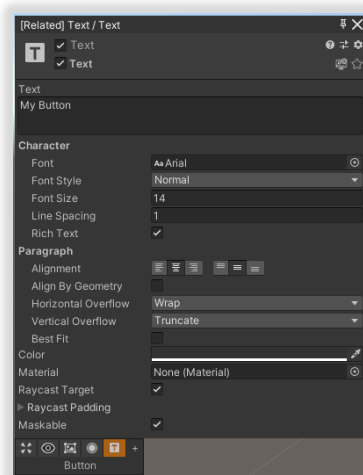 [Related] Text / Text
Text
Text
Text
My Button
Character
Font
Aa Arial
Font Style
Normal
Font Size
14
Line Spacing
1
Rich Text
Paragraph
Alignment
Align By Geometry
Horizontal Overflow
Wrap
Vertical Overflow
Truncate
Best Fit
Color
Material
None (Material)
Raycast Target
Raycast Padding
Maskable
T
+
Button